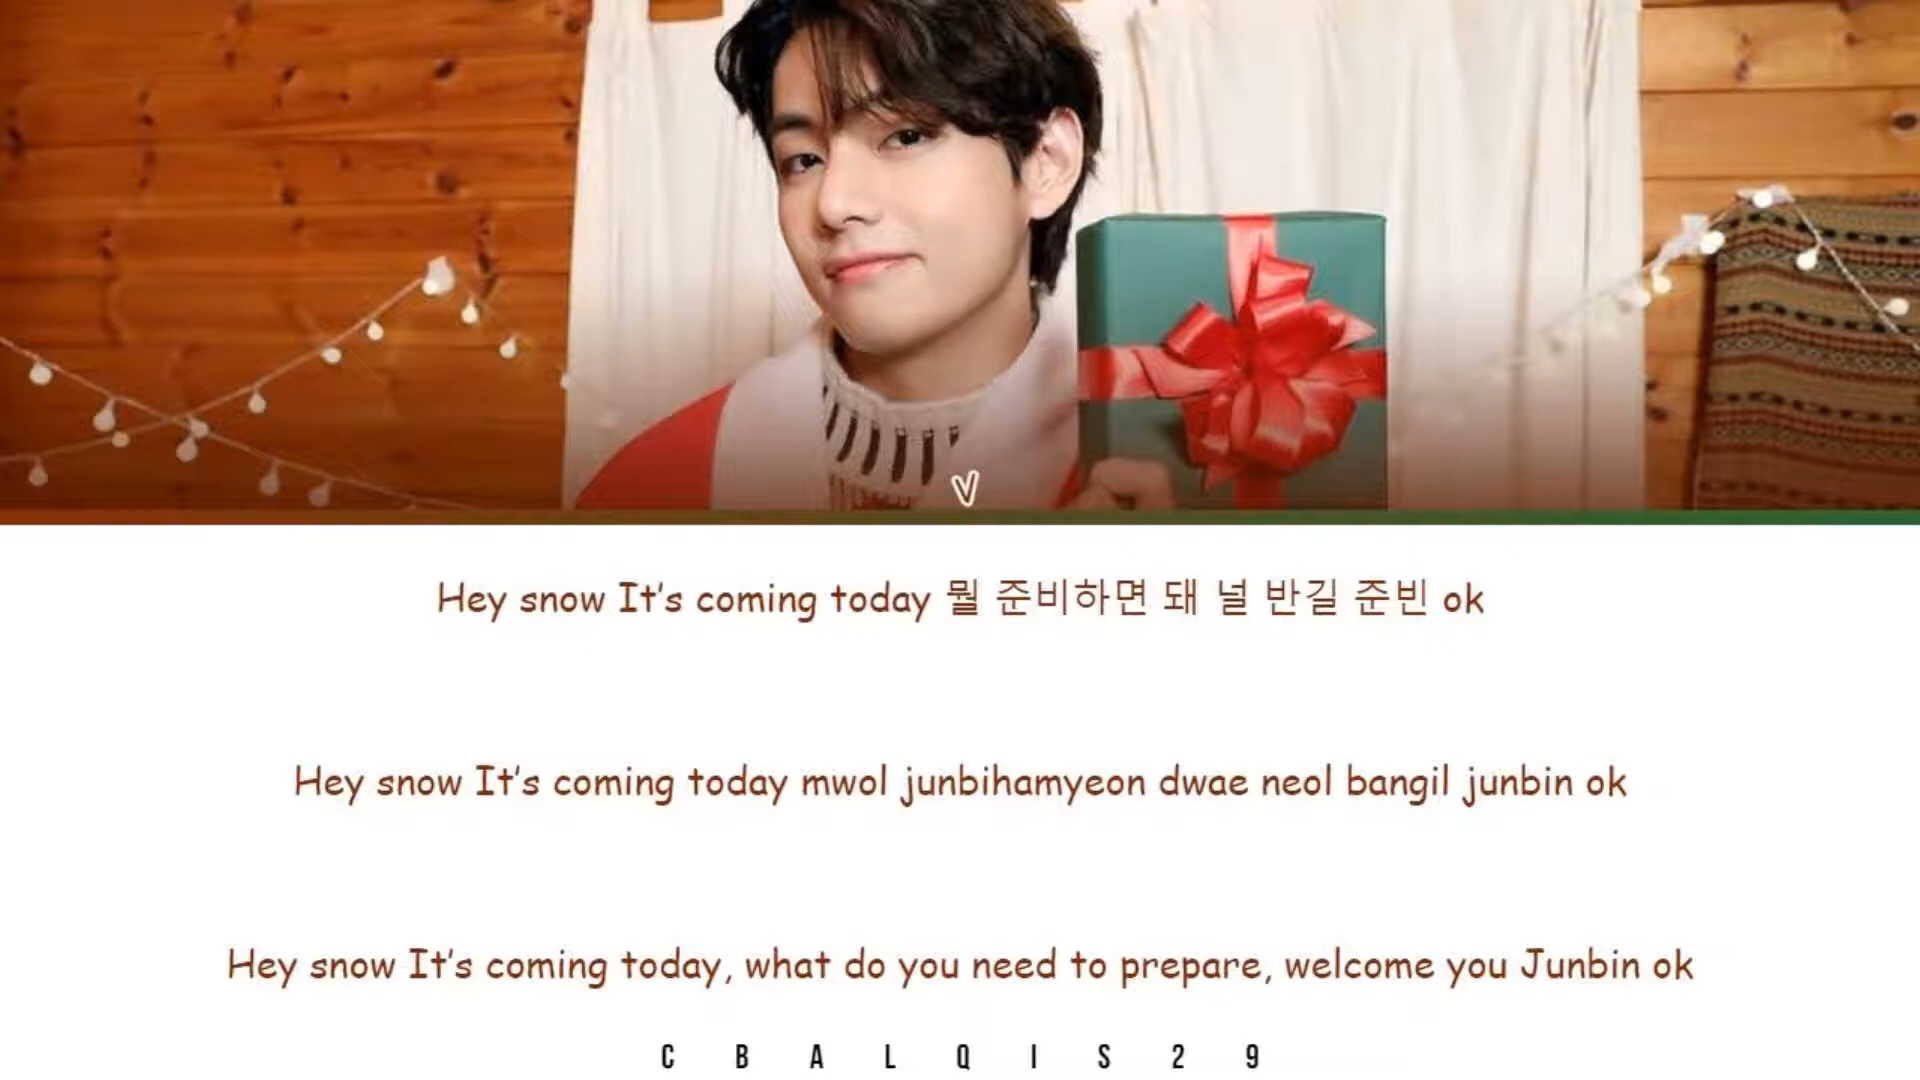 Hey snow It's coming today 뭘 준비하면 돼 널 반길 준빈 ok
Hey snow It's coming today mwol junbihamyeon dwae neol bangil junbin ok
Hey snow It's coming today, what do you need to prepare, welcome you Junbin ok
C B A L Q I S 2 9